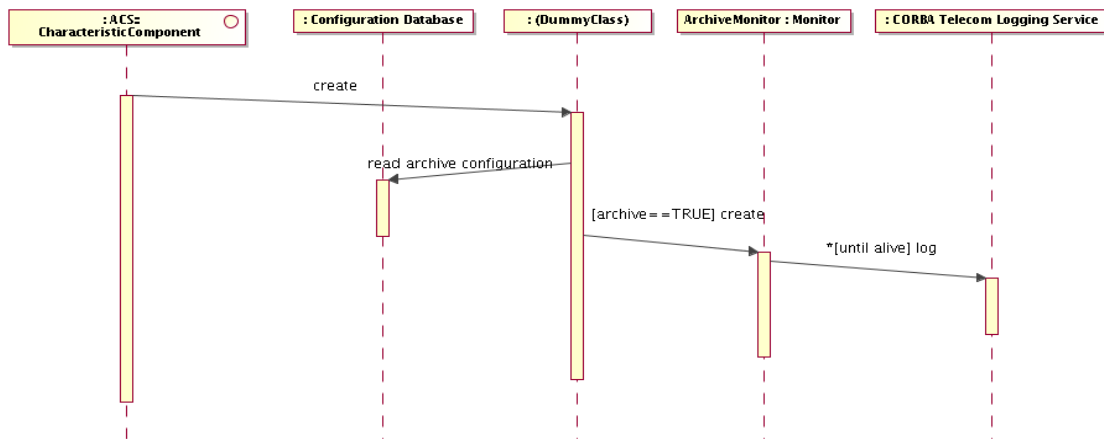 : ACS::
CharacteristicComponent
: Configuration Database
: (DummyClass)
ArchiveMonitor : Monitor
: CORBA Telecom Logging Service
create
read archive configuration
[archive==TRUE] create
*[until alive] log